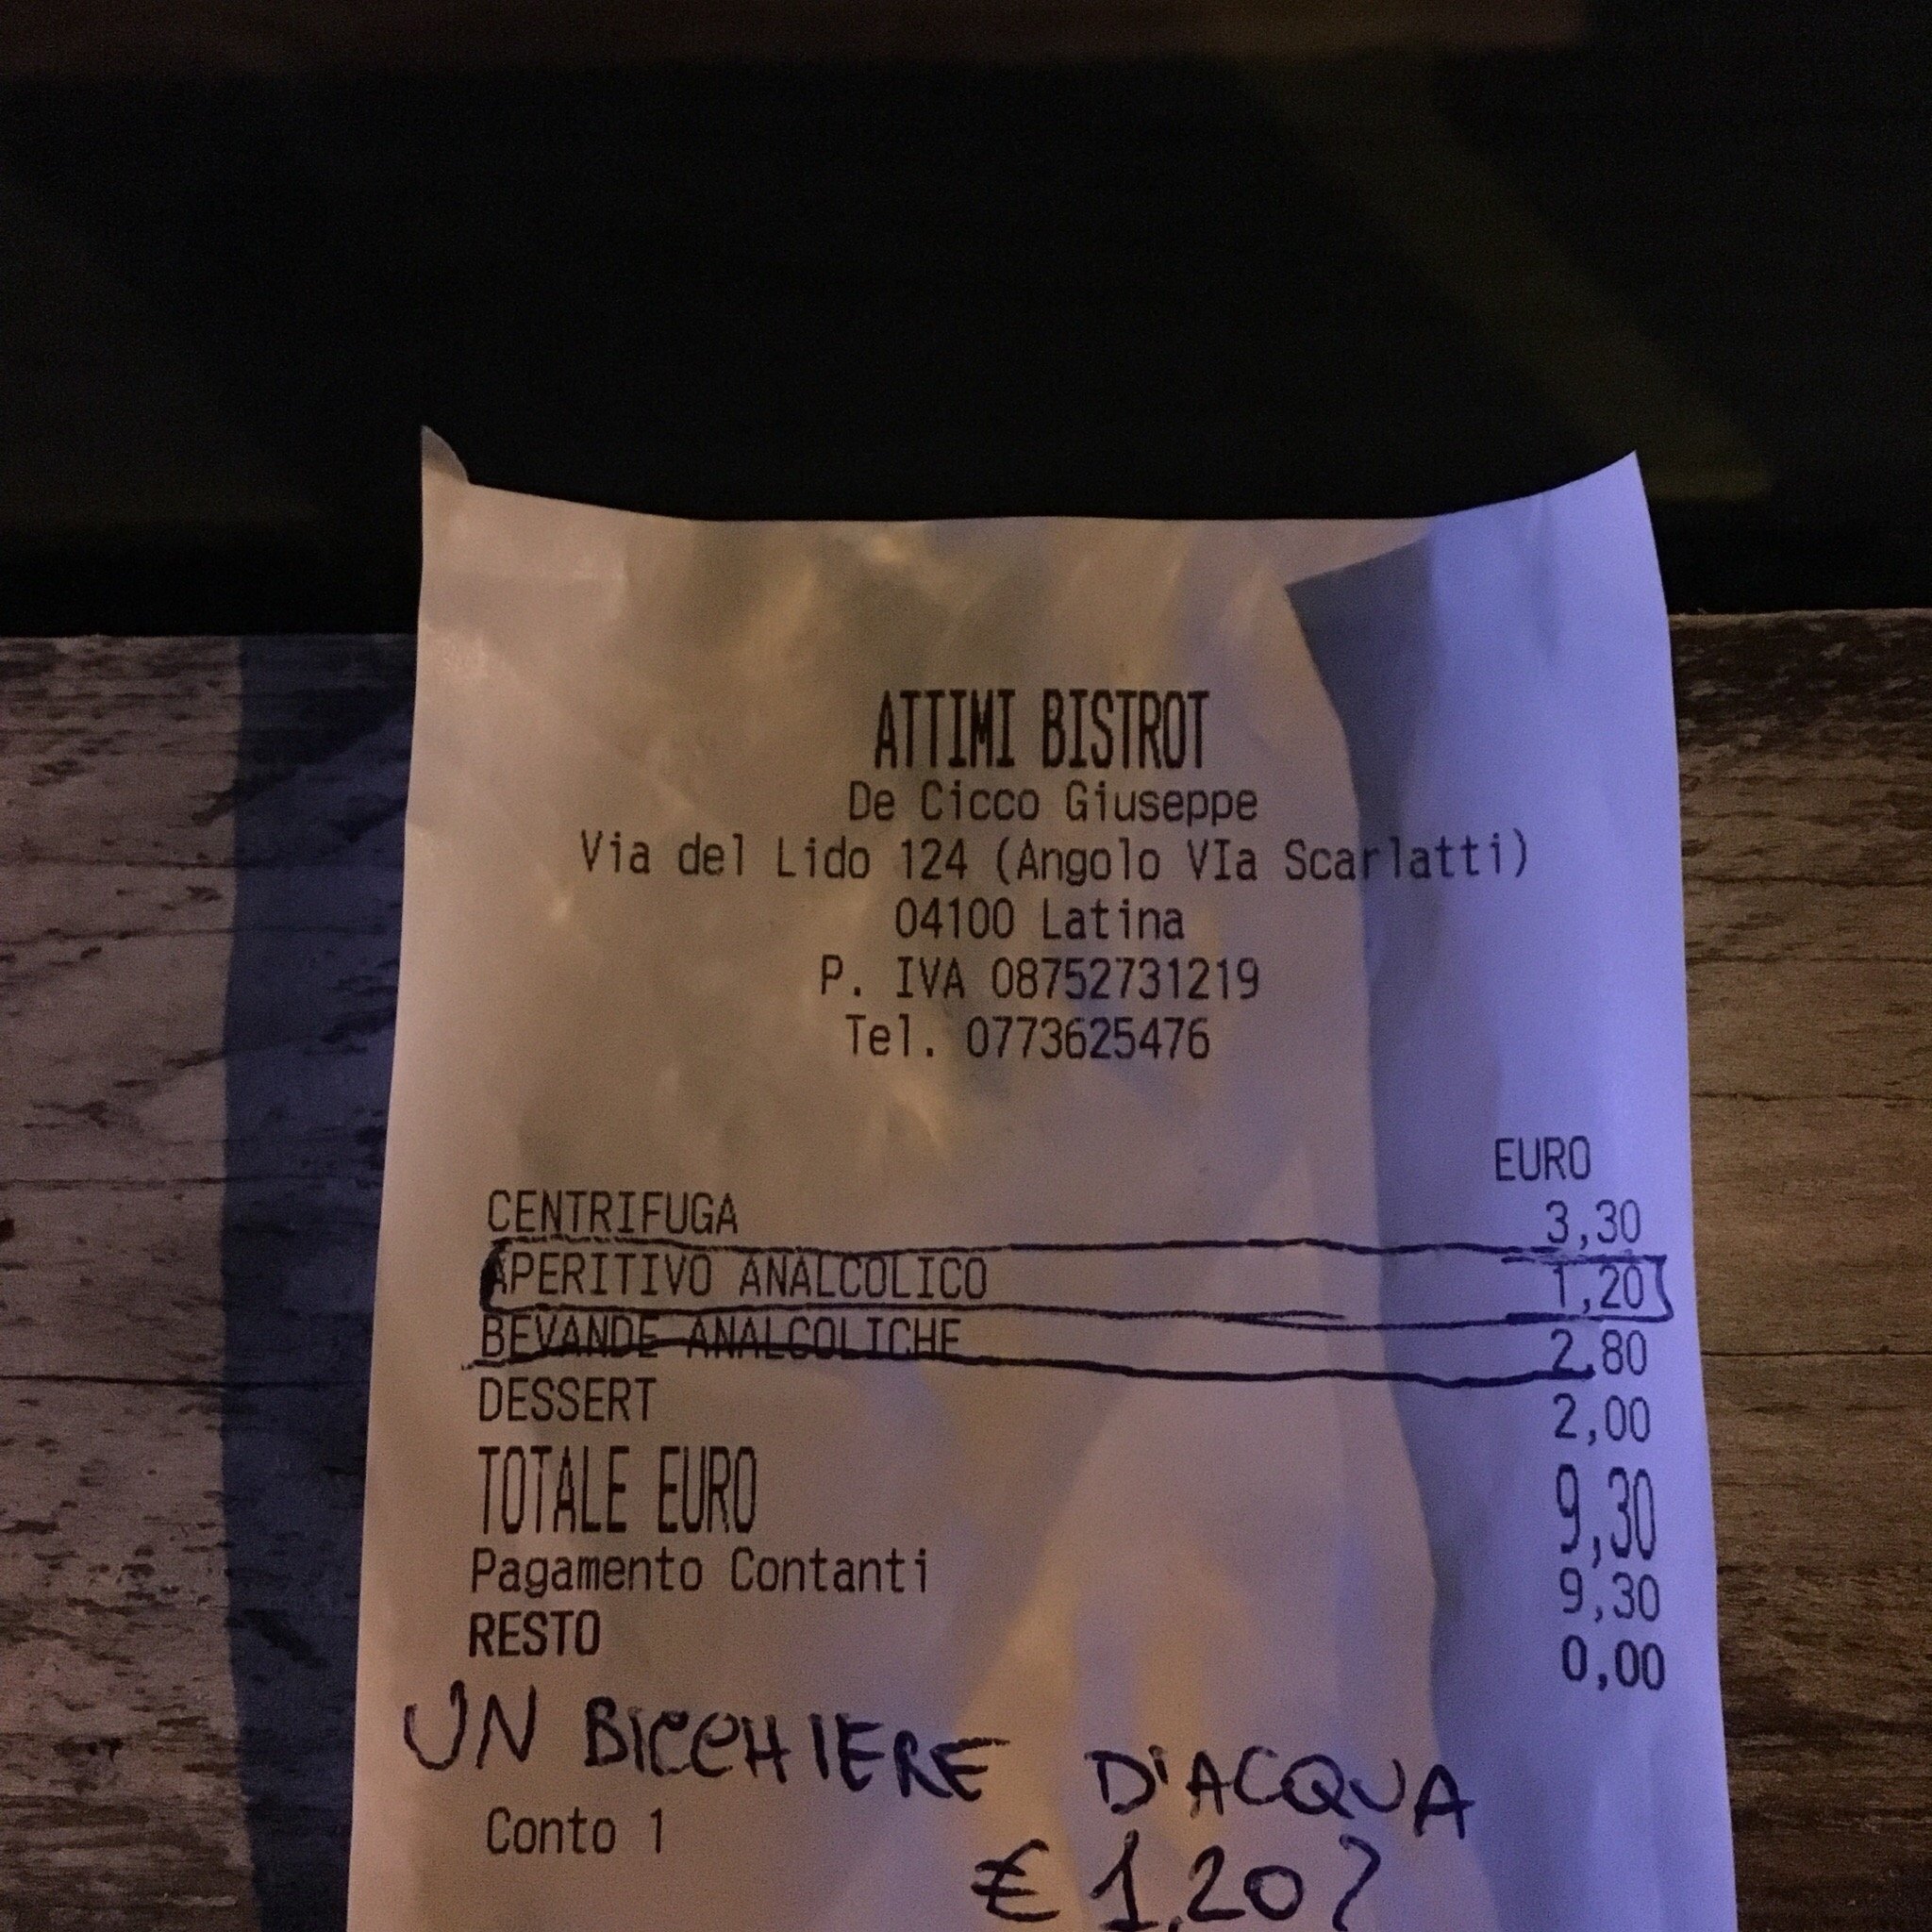 ATTIMI BISTROT
De Cicco Giuseppe
Via del Lido 124 (Angolo VIa Scarlatti)
04100 Latina
P. IVA 08752731219
Tel. 0773625476
EURO
CENTRIFUGA 3,30
APERITIVO ANALCOLICO 1,20
BEVANDE ANALCOLICHE 2,80
DESSERT 2,00
TOTALE EURO 9,30
Pagamento Contanti 9,30
RESTO 0,00
UN BICCHIERE D'ACQUA
Conto 1
€ 1,20?